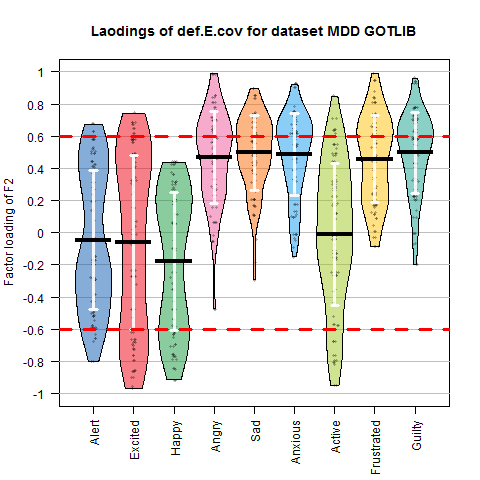 Laodings of def.E.cov for dataset MDD GOTLIB
Factor loading of F2
1
0.8
0.6
0.4
0.2
0
-0.2
-0.4
-0.6
-0.8
-1
Alert
Excited
Happy
Angry
Sad
Anxious
Active
Frustrated
Guilty